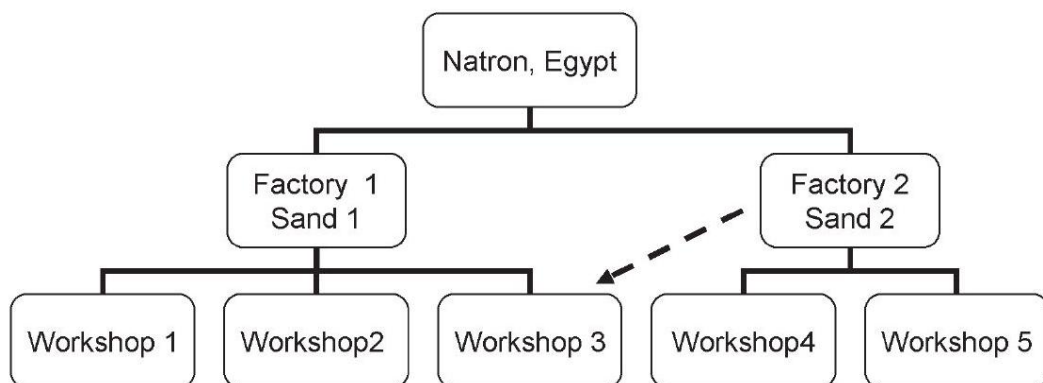 Natron, Egypt
Factory 1
Sand 1
Factory 2
Sand 2
Workshop 1
Workshop2
Workshop 3
Workshop4
Workshop 5